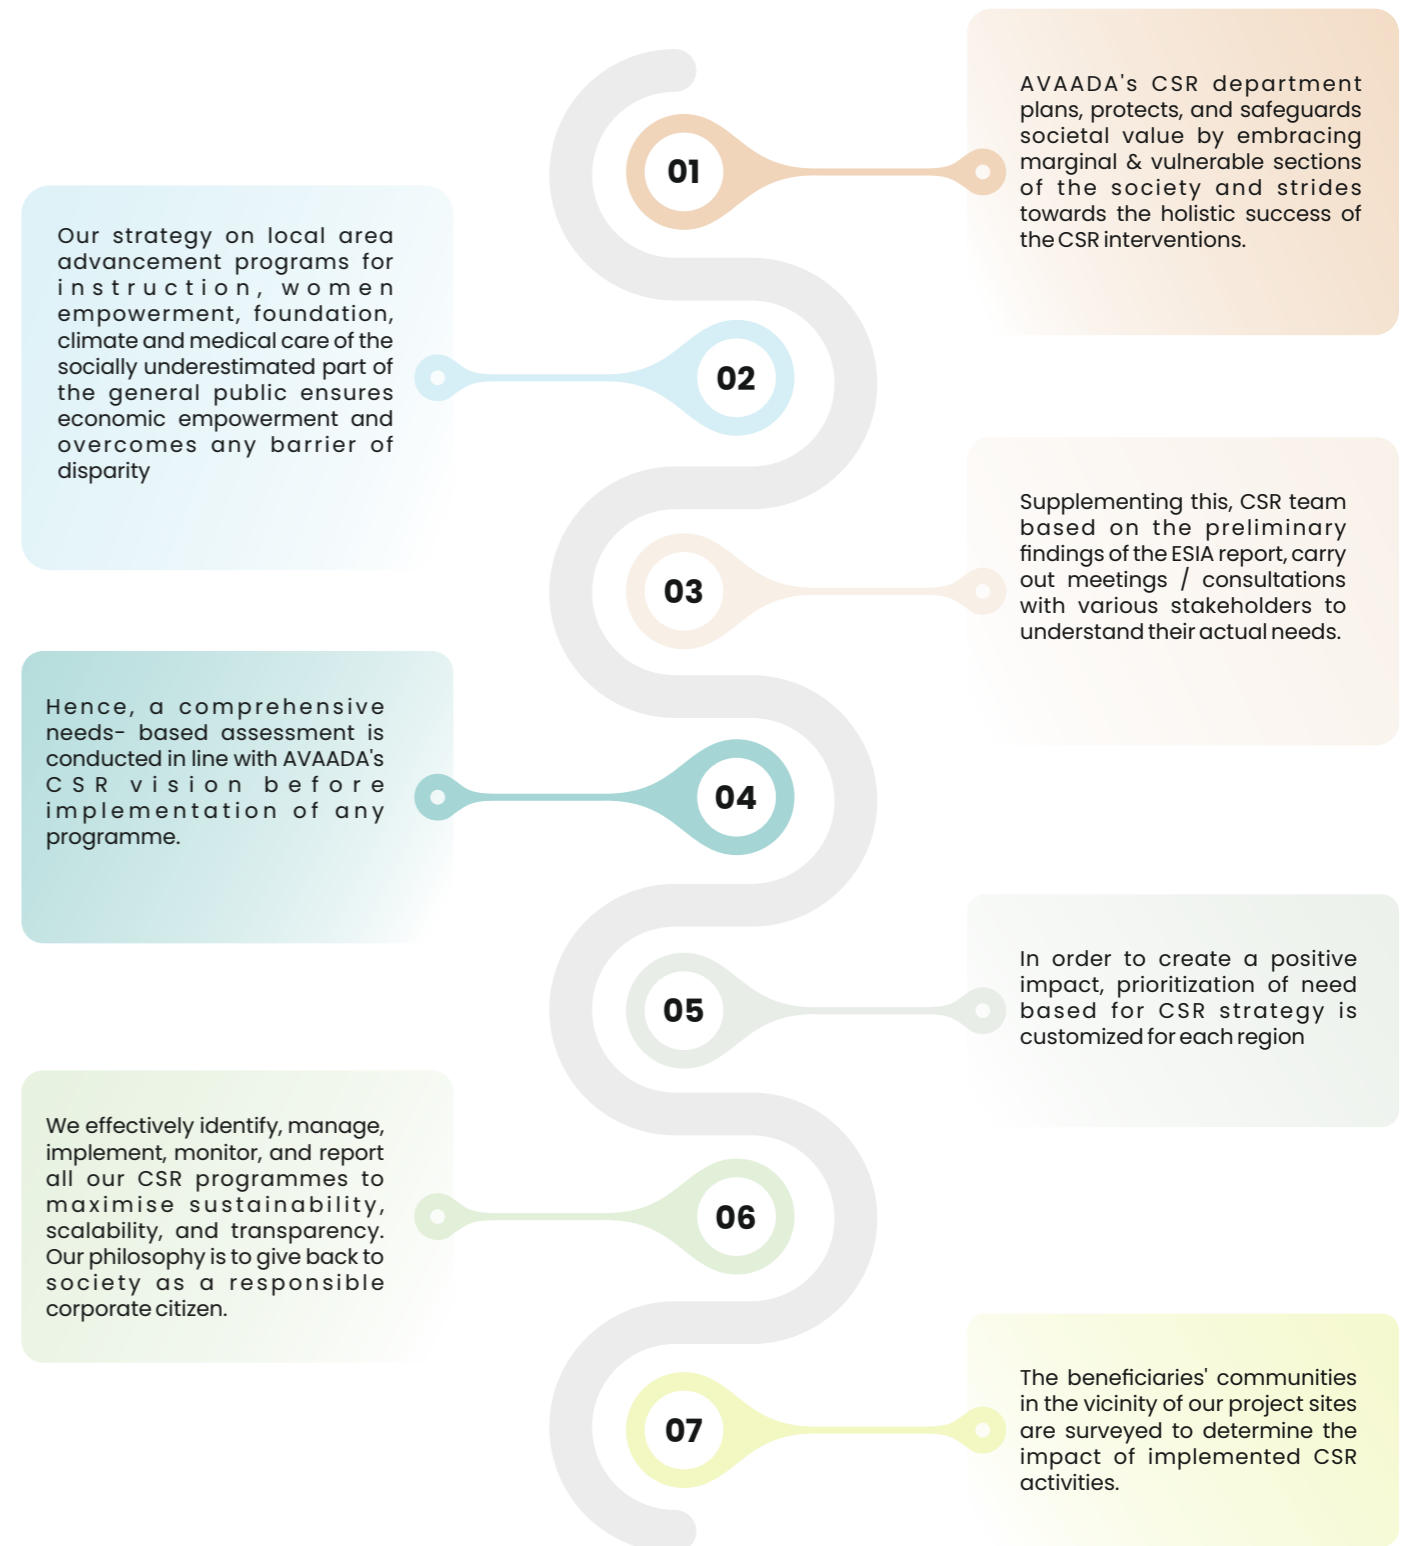 01
AVAADA's CSR department
plans, protects, and safeguards
societal value by embracing
marginal & vulnerable sections
of the society and strides
towards the holistic success of
the CSR interventions.
Our strategy on local area
advancement programs for
instruction, women
empowerment, foundation,
climate and medical care of the
socially underestimated part of
the general public ensures
economic empowerment and
overcomes any barrier of
disparity
02
03
Supplementing this, CSR team
based on the preliminary
findings of the ESIA report, carry
out meetings / consultations
with various stakeholders to
understand their actual needs.
Hence, a comprehensive
needs- based assessment is
conducted in line with AVAADA's
CSR vision before
implementation of any
programme.
04
05
In order to create a positive
impact, prioritization of need
based for CSR strategy is
customized for each region
We effectively identify, manage,
implement, monitor, and report
all our CSR programmes to
maximise sustainability,
scalability, and transparency.
Our philosophy is to give back to
society as a responsible
corporate citizen.
06
07
The beneficiaries' communities
in the vicinity of our project sites
are surveyed to determine the
impact of implemented CSR
activities.